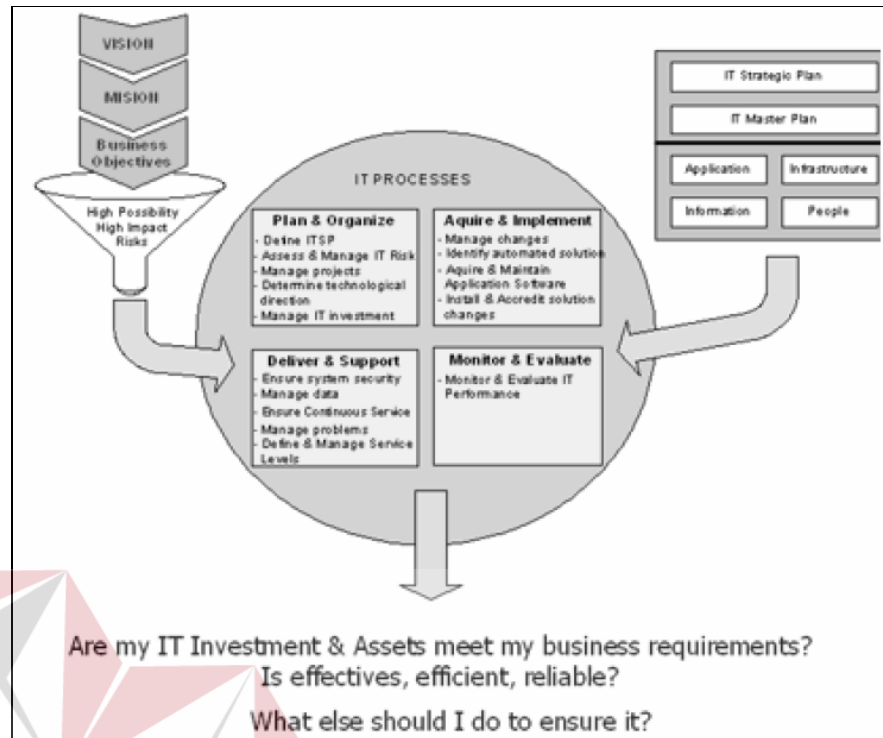 VISION
MISION
Business
Objectives
High Possibility
High Impact
Risks
IT Strategic Plan
IT Master Plan
Application
Infrastructure
Information
People
IT PROCESSES
Plan & Organize
- Define ITSP
- Assess & Manage IT Risk
- Manage projects
- Determine technological
direction
- Manage IT investment
Aquire & Implement
- Manage changes
- Identify automated solution
- Aquire & Maintain
Application Software
- Install & Accredit solution
changes
Deliver & Support
- Ensure system security
- Manage data
- Ensure Continuous Service
- Manage problems
- Define & Manage Service
Levels
Monitor & Evaluate
- Monitor & Evaluate IT
Performance
Are my IT Investment & Assets meet my business requirements?
Is effectives, efficient, reliable?
What else should I do to ensure it?